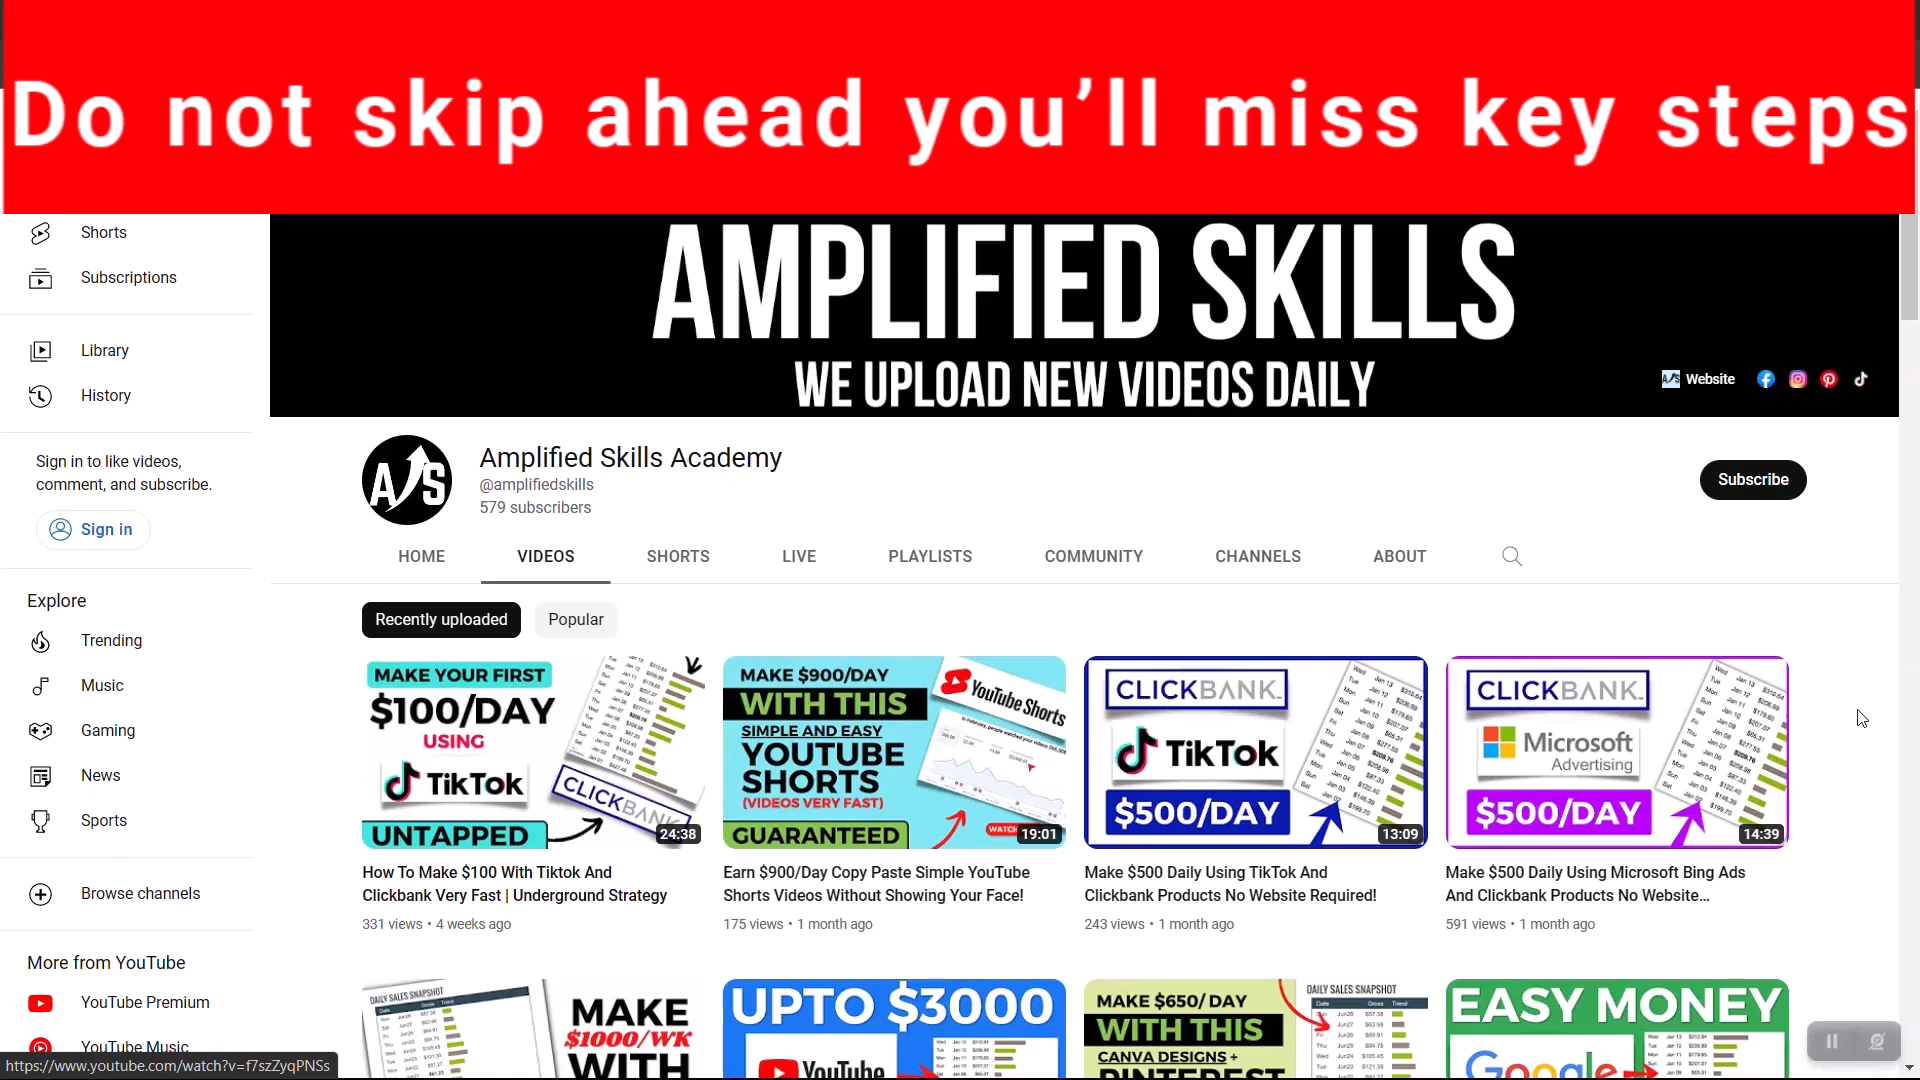 Do not skip ahead you’ll miss key steps
Shorts
Subscriptions
Library
History
Sign in to like videos,
comment, and subscribe.
Sign in
Explore
Trending
Music
Gaming
News
Sports
Browse channels
More from YouTube
YouTube Premium
YouTube Music
https://www.youtube.com/watch?v=f7szZyqPNSs
AMPLIFIED SKILLS
WE UPLOAD NEW VIDEOS DAILY
A/S Website
A/S
Amplified Skills Academy
@amplifiedskills
579 subscribers
Subscribe
HOME VIDEOS SHORTS LIVE PLAYLISTS COMMUNITY CHANNELS ABOUT
Recently uploaded Popular
MAKE YOUR FIRST
$100/DAY
USING
TikTok
CLICKBANK
UNTAPPED
24:38
How To Make $100 With Tiktok And
Clickbank Very Fast | Underground Strategy
331 views • 4 weeks ago
MAKE $900/DAY
WITH THIS
SIMPLE AND EASY
YOUTUBE
SHORTS
(VIDEOS VERY FAST)
GUARANTEED
YouTube Shorts
19:01
Earn $900/Day Copy Paste Simple YouTube
Shorts Videos Without Showing Your Face!
175 views • 1 month ago
CLICKBANK
TikTok
$500/DAY
13:09
Make $500 Daily Using TikTok And
Clickbank Products No Website Required!
243 views • 1 month ago
CLICKBANK
Microsoft
Advertising
$500/DAY
14:39
Make $500 Daily Using Microsoft Bing Ads
And Clickbank Products No Website...
591 views • 1 month ago
DAILY SALES SNAPSHOT
MAKE
$1000/WK
WITH
UPTO $3000
YouTube
MAKE $650/DAY
WITH THIS
CANVA DESIGNS +
PINTEREST
DAILY SALES SNAPSHOT
EASY MONEY
Google